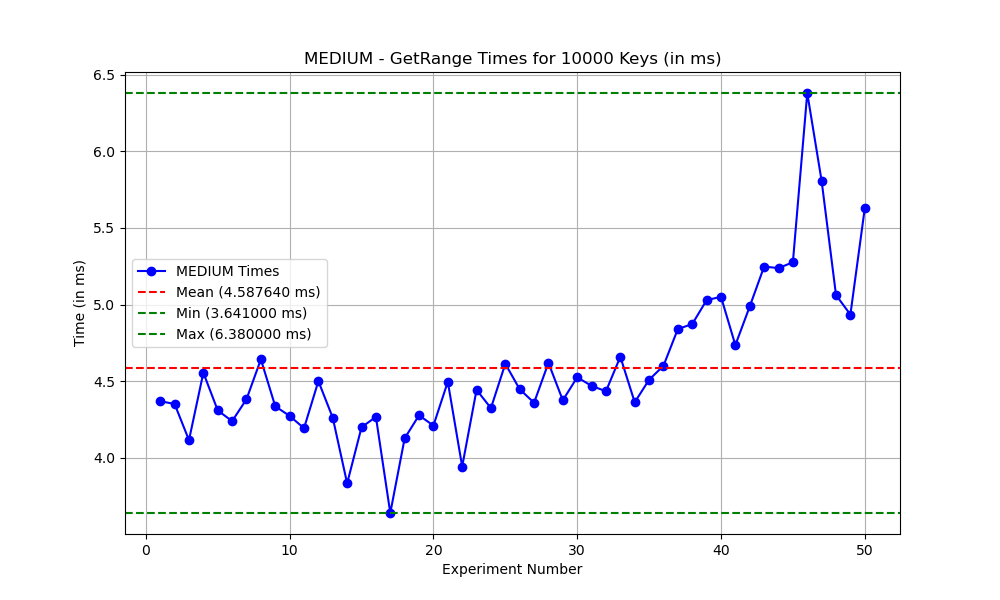 MEDIUM - GetRange Times for 10000 Keys (in ms)
6.5
6.0
5.5
5.0
4.5
4.0
Time (in ms)
MEDIUM Times
Mean (4.587640 ms)
Min (3.641000 ms)
Max (6.380000 ms)
0 10 20 30 40 50
Experiment Number